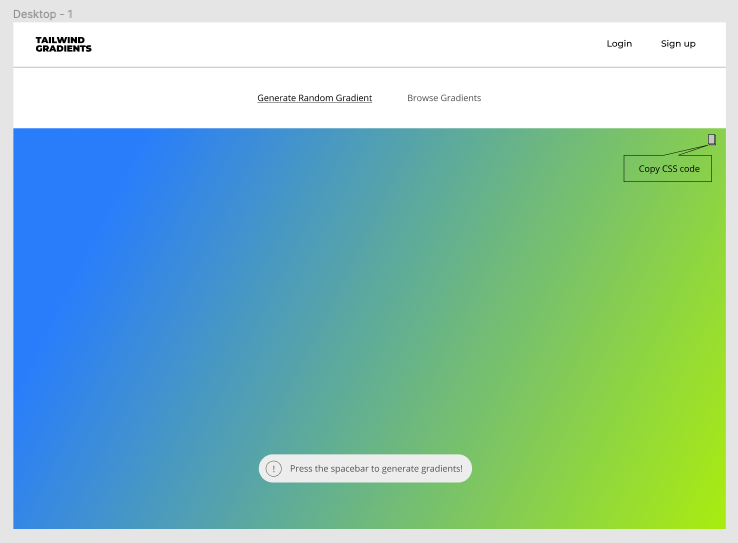 Desktop - 1
TAILWIND
GRADIENTS
Login
Sign up
Generate Random Gradient
Browse Gradients
Copy CSS code
! Press the spacebar to generate gradients!